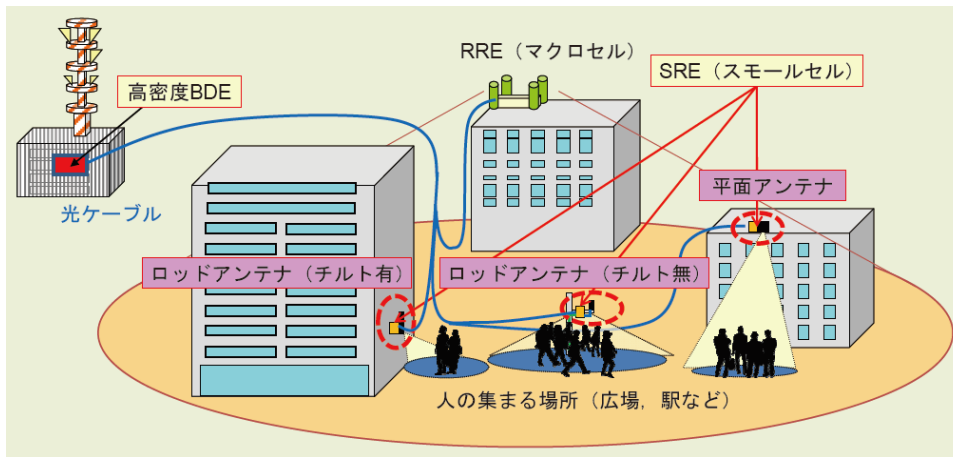 RRE（マクロセル）
SRE（スモールセル）
高密度BDE
平面アンテナ
光ケーブル
ロッドアンテナ（チルト有）
ロッドアンテナ（チルト無）
人の集まる場所（広場，駅など）